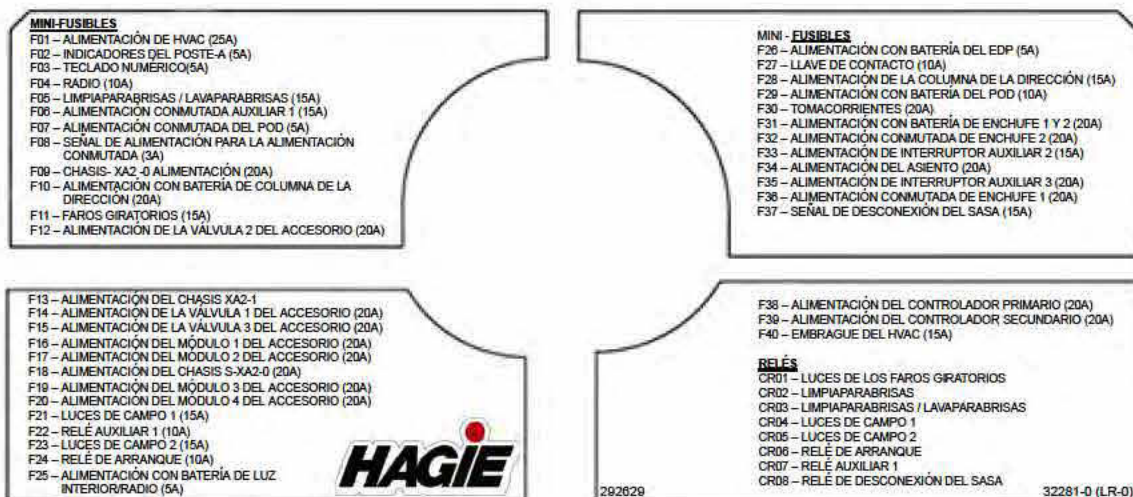 MINI-FUSIBLES
F01 – ALIMENTACIÓN DE HVAC (25A)
F02 – INDICADORES DEL POSTE-A (5A)
F03 – TECLADO NUMÉRICO(5A)
F04 – RADIO (10A)
F05 – LIMPIAPARABRISAS / LAVAPARABRISAS (15A)
F06 – ALIMENTACIÓN CONMUTADA AUXILIAR 1 (15A)
F07 – ALIMENTACIÓN CONMUTADA DEL POD (5A)
F08 – SEÑAL DE ALIMENTACIÓN PARA LA ALIMENTACIÓN
CONMUTADA (3A)
F09 – CHASIS- XA2 -0 ALIMENTACIÓN (20A)
F10 – ALIMENTACIÓN CON BATERÍA DE COLUMNA DE LA
DIRECCIÓN (20A)
F11 – FAROS GIRATORIOS (15A)
F12 – ALIMENTACIÓN DE LA VÁLVULA 2 DEL ACCESORIO (20A)
MINI - FUSIBLES
F26 – ALIMENTACIÓN CON BATERÍA DEL EDP (5A)
F27 – LLAVE DE CONTACTO (10A)
F28 – ALIMENTACIÓN DE LA COLUMNA DE LA DIRECCIÓN (15A)
F29 – ALIMENTACIÓN CON BATERÍA DEL POD (10A)
F30 – TOMACORRIENTES (20A)
F31 – ALIMENTACIÓN CON BATERÍA DE ENCHUFE 1 Y 2 (20A)
F32 – ALIMENTACIÓN CONMUTADA DE ENCHUFE 2 (20A)
F33 – ALIMENTACIÓN DE INTERRUPTOR AUXILIAR 2 (15A)
F34 – ALIMENTACIÓN DEL ASIENTO (20A)
F35 – ALIMENTACIÓN DE INTERRUPTOR AUXILIAR 3 (20A)
F36 – ALIMENTACIÓN CONMUTADA DE ENCHUFE 1 (20A)
F37 – SEÑAL DE DESCONEXIÓN DEL SASA (15A)
F13 – ALIMENTACIÓN DEL CHASIS XA2-1
F14 – ALIMENTACIÓN DE LA VÁLVULA 1 DEL ACCESORIO (20A)
F15 – ALIMENTACIÓN DE LA VÁLVULA 3 DEL ACCESORIO (20A)
F16 – ALIMENTACIÓN DEL MÓDULO 1 DEL ACCESORIO (20A)
F17 – ALIMENTACIÓN DEL MÓDULO 2 DEL ACCESORIO (20A)
F18 – ALIMENTACIÓN DEL CHASIS S-XA2-0 (20A)
F19 – ALIMENTACIÓN DEL MÓDULO 3 DEL ACCESORIO (20A)
F20 – ALIMENTACIÓN DEL MÓDULO 4 DEL ACCESORIO (20A)
F21 – LUCES DE CAMPO 1 (15A)
F22 – RELÉ AUXILIAR 1 (10A)
F23 – LUCES DE CAMPO 2 (15A)
F24 – RELÉ DE ARRANQUE (10A)
F25 – ALIMENTACIÓN CON BATERÍA DE LUZ
INTERIOR/RADIO (5A)
HAGIE
F38 – ALIMENTACIÓN DEL CONTROLADOR PRIMARIO (20A)
F39 – ALIMENTACIÓN DEL CONTROLADOR SECUNDARIO (20A)
F40 – EMBRAGUE DEL HVAC (15A)
RELÉS
CR01 – LUCES DE LOS FAROS GIRATORIOS
CR02 – LIMPIAPARABRISAS
CR03 – LIMPIAPARABRISAS / LAVAPARABRISAS
CR04 – LUCES DE CAMPO 1
CR05 – LUCES DE CAMPO 2
CR06 – RELÉ DE ARRANQUE
CR07 – RELÉ AUXILIAR 1
CR08 – RELÉ DE DESCONEXIÓN DEL SASA
292629
32281-0 (LR-0)